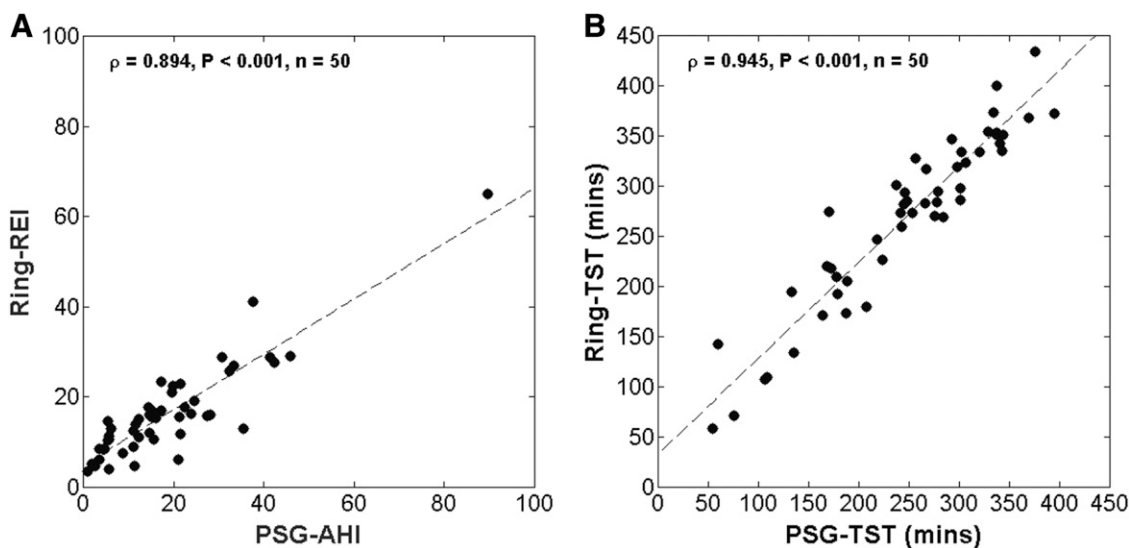 A
ρ = 0.894, P < 0.001, n = 50
Ring-REI
100
80
60
40
20
0
0 20 40 60 80 100
PSG-AHI
B
ρ = 0.945, P < 0.001, n = 50
Ring-TST (mins)
450
400
350
300
250
200
150
100
50
0
0 50 100 150 200 250 300 350 400 450
PSG-TST (mins)